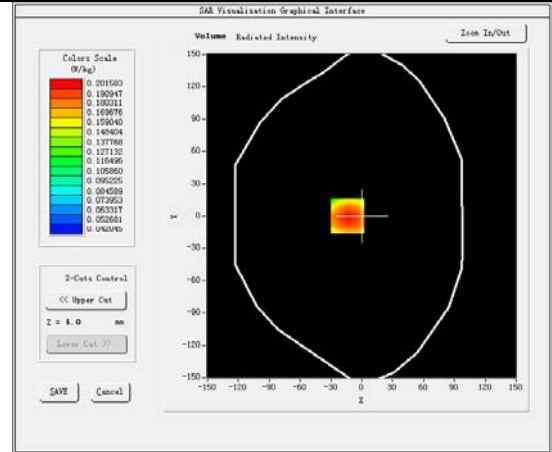 SAR Visualisation Graphical Interface
Volume Radiated Intensity
Zoom In/Out
Colors Scale
(W/kg)
0.201583
0.190947
0.180311
0.169676
0.159040
0.148404
0.137768
0.127132
0.116496
0.105860
0.095225
0.084589
0.073953
0.063317
0.052681
0.042045
150
120
90
60
30
0
-30
-60
-90
-120
-150
Y
-150 -120 -90 -60 -30 0 30 60 90 120 150
X
Z-Cuts Control
<< Upper Cut
Z = 4.0 mm
Lower Cut >>
SAVE Cancel